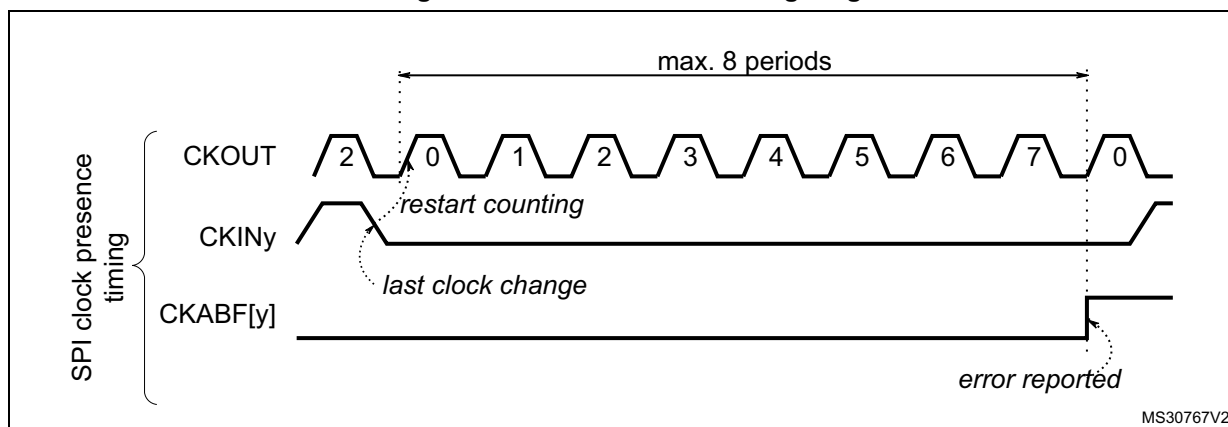 max. 8 periods
CKOUT
2 0 1 2 3 4 5 6 7 0
restart counting
CKINy
last clock change
CKABF[y]
error reported
SPI clock presence
timing
MS30767V2